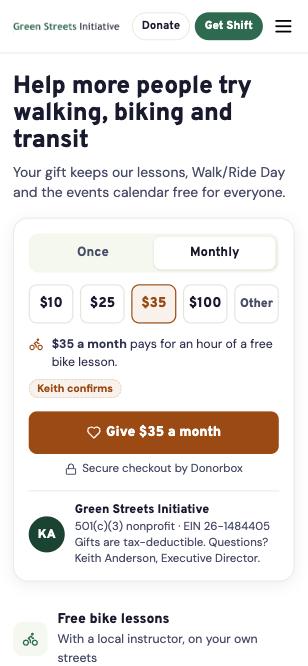 Green Streets Initiative
Donate
Get Shift
Help more people try
walking, biking and
transit
Your gift keeps our lessons, Walk/Ride Day
and the events calendar free for everyone.
Once
Monthly
$10
$25
$35
$100
Other
$35 a month pays for an hour of a free
bike lesson.
Keith confirms
Give $35 a month
Secure checkout by Donorbox
KA
Green Streets Initiative
501(c)(3) nonprofit · EIN 26-1484405
Gifts are tax-deductible. Questions?
Keith Anderson, Executive Director.
Free bike lessons
With a local instructor, on your own
streets